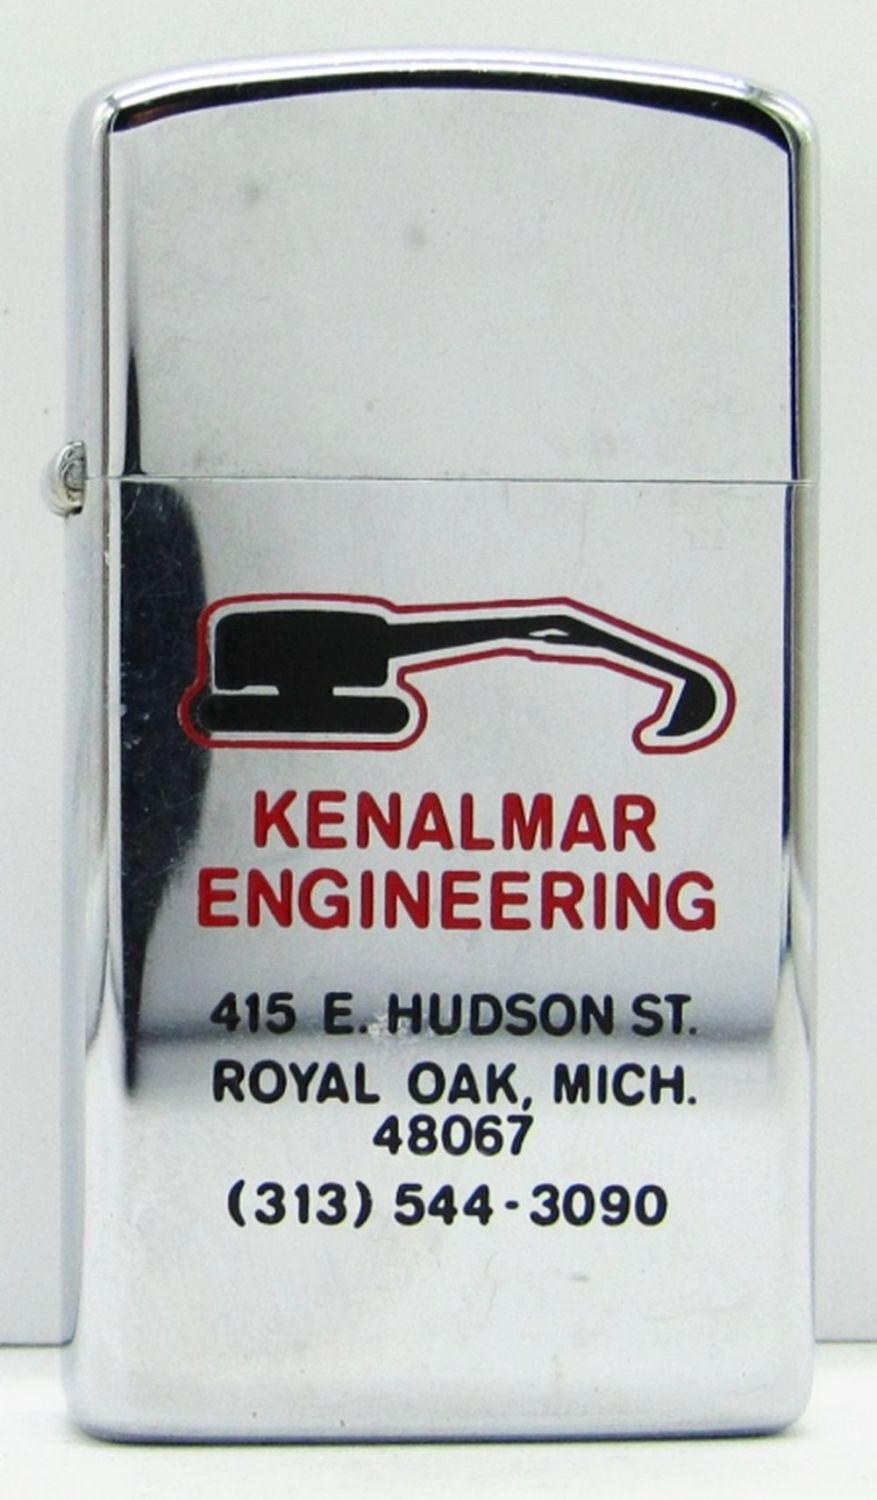 KENALMAR
ENGINEERING
415 E. HUDSON ST.
ROYAL OAK, MICH.
48067
(313) 544-3090